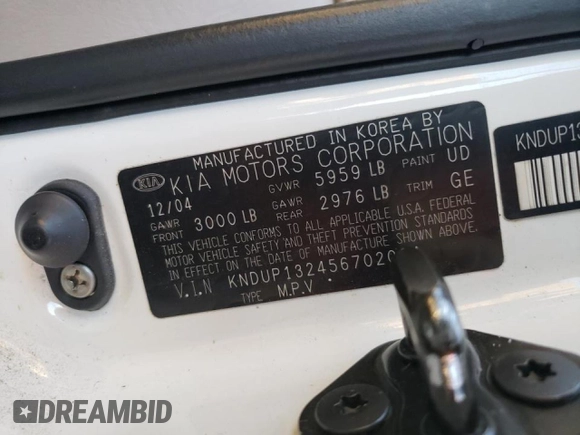 MANUFACTURED IN KOREA BY
KIA KIA MOTORS CORPORATION
12/04 GVWR 5959 LB PAINT UD
GAWR FRONT 3000 LB GAWR REAR 2976 LB TRIM GE
THIS VEHICLE CONFORMS TO ALL APPLICABLE U.S.A. FEDERAL
MOTOR VEHICLE SAFETY AND THEFT PREVENTION STANDARDS
IN EFFECT ON THE DATE OF MANUFACTURE SHOWN ABOVE.
V.I.N KNDUP1324567020
TYPE M.P.V
KNDUP13
DREAMBID